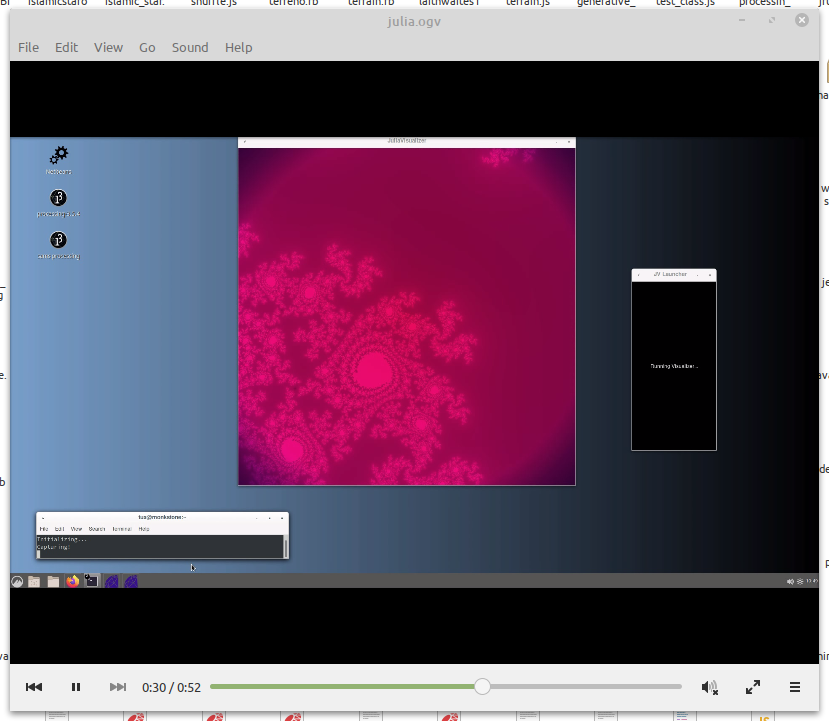 islamicstaro
islamic_star.
shuffle.js
terreno.rb
terrain.rb
laithwaites1
terrain.js
generative_
test_class.js
processin_
julia.ogv
File Edit View Go Sound Help
JuliaVisualizer
Netbeans
JV Launcher
Running Visualizer...
tux@monkstone:~
File Edit View Search Terminal Help
Initializing...
Capturing!
0:30 / 0:52